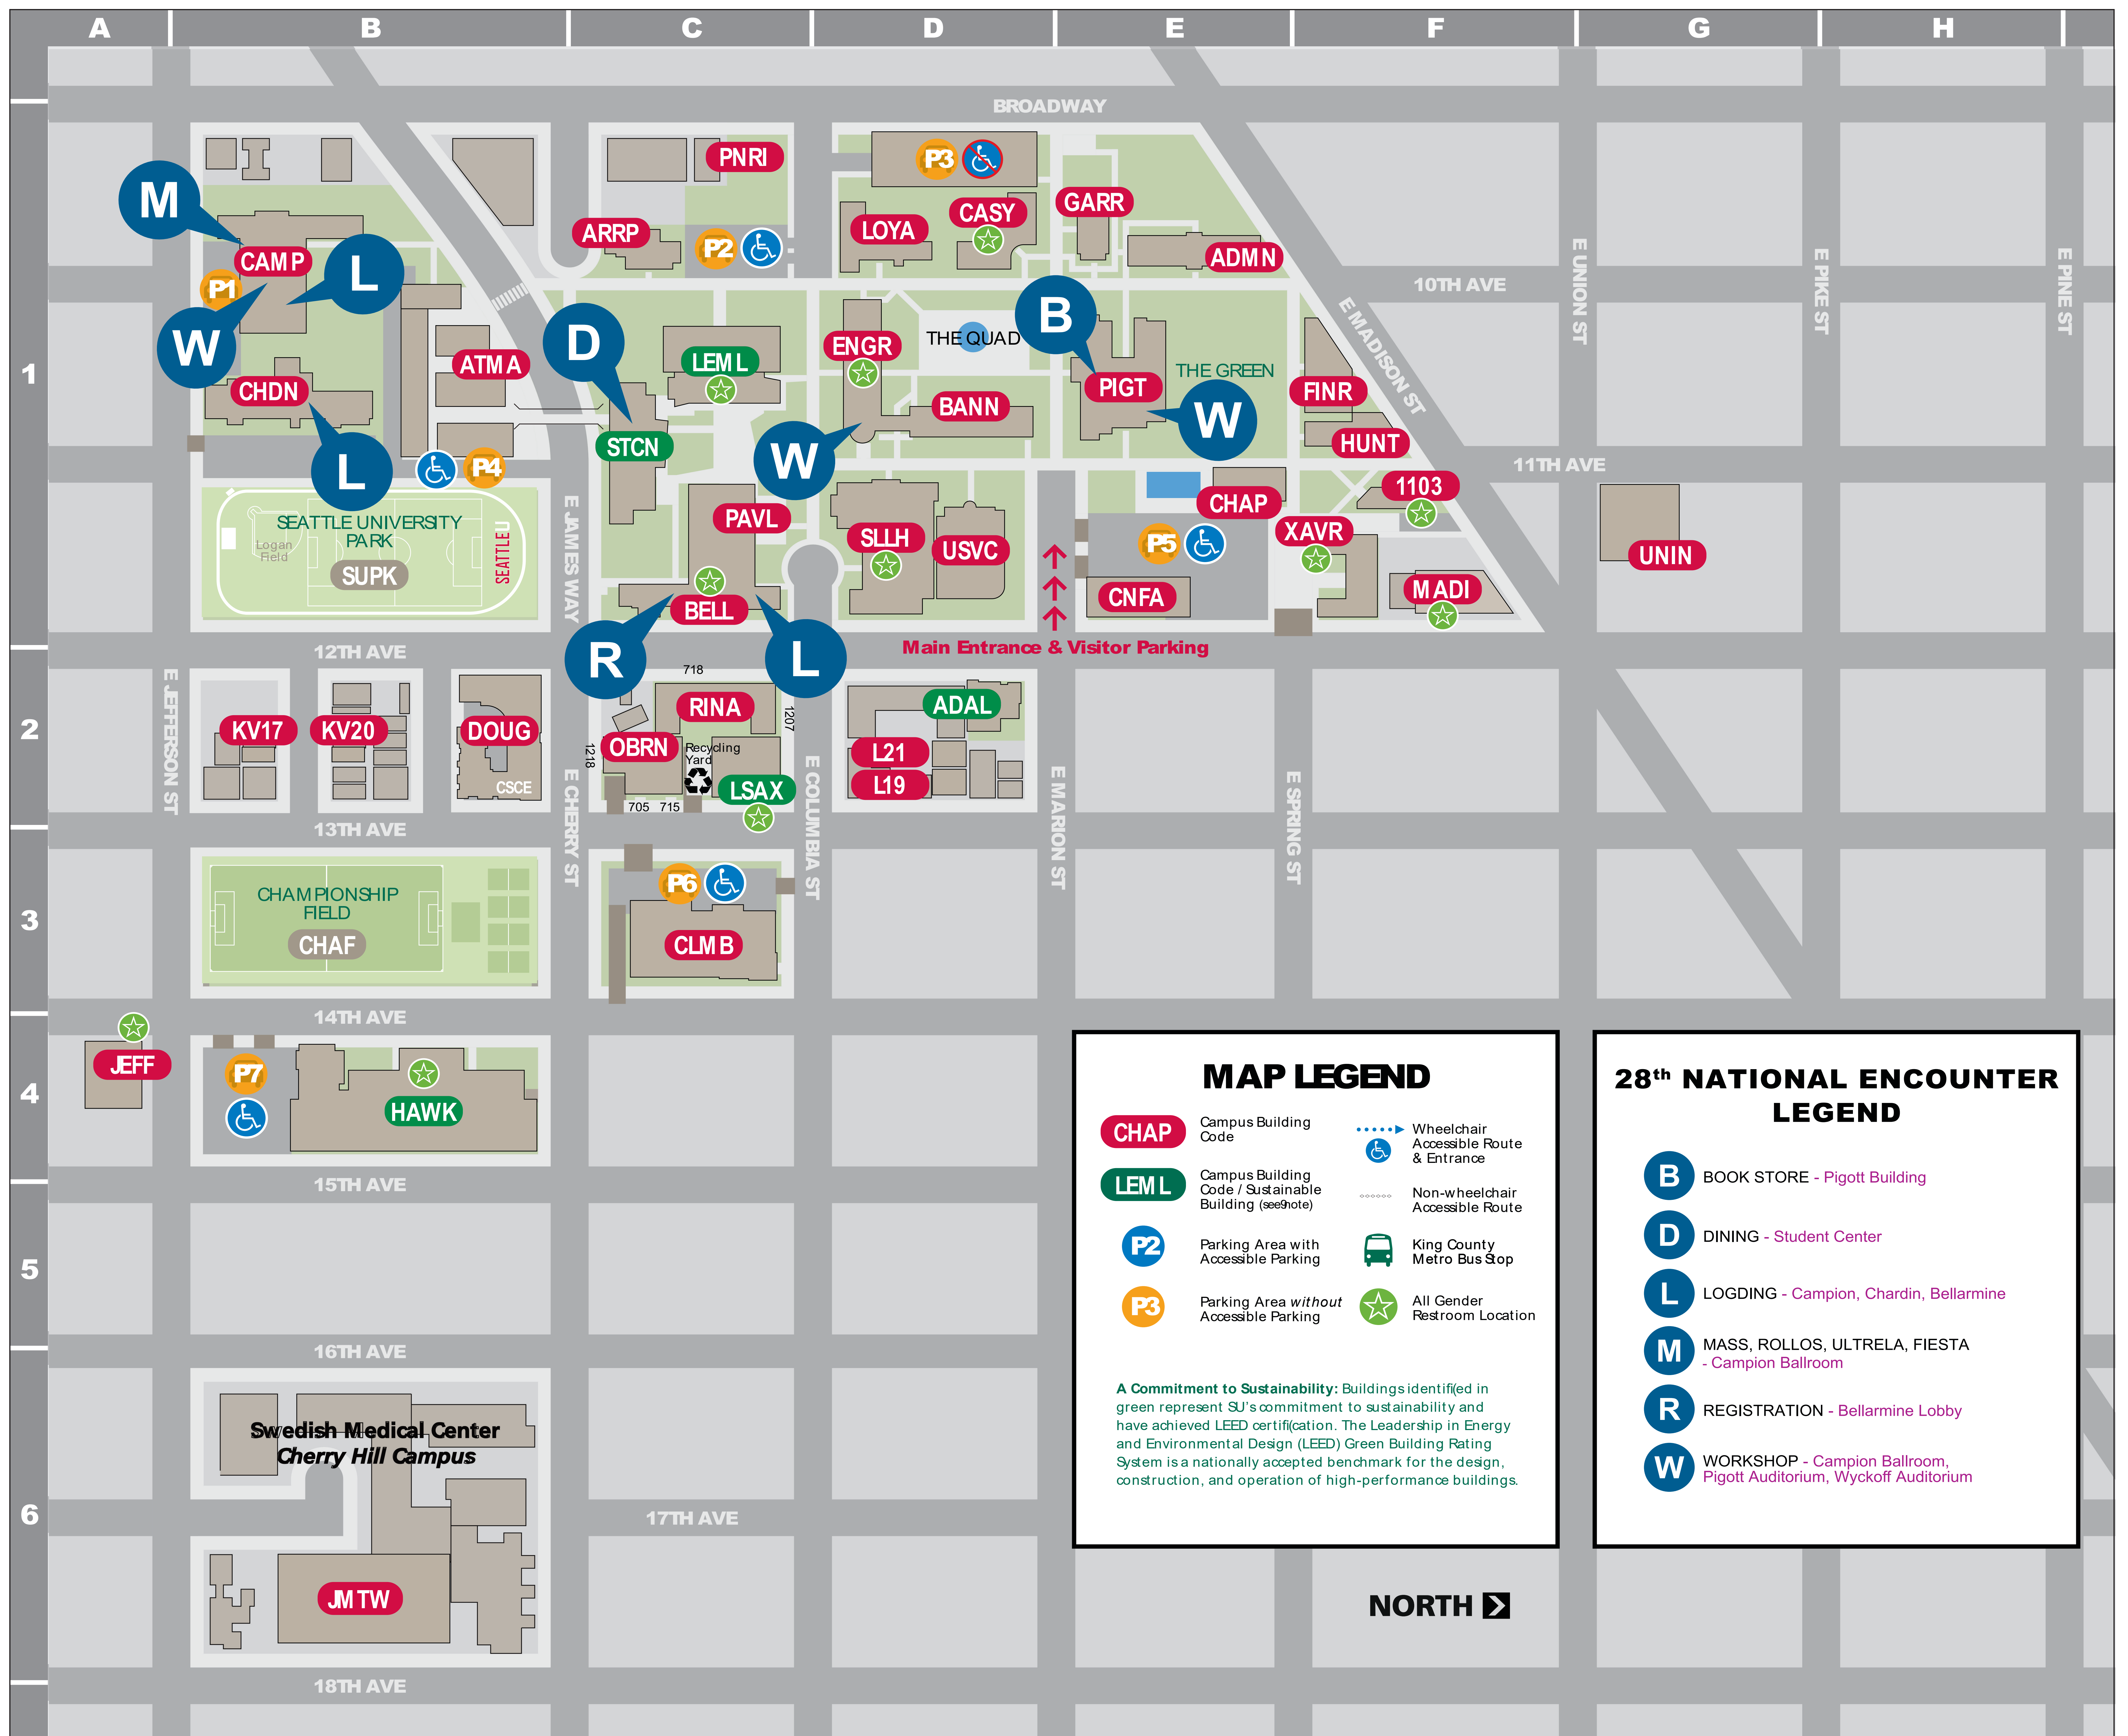 A B C D E F G H
BROADWAY
PNRI
P3
M
GARR
CASY
LOYA
ARRP
P2
ADMN
CAMP
L
P1
10TH AVE
E UNION ST
E PIKE ST
E PINE ST
W
D
B
THE QUAD
ENGR
LEML
ATMA
E MADISON ST
1
THE GREEN
PIGT
CHDN
FINR
BANN
W
STCN
HUNT
W
L
P4
11TH AVE
1103
CHAP
PAVL
SEATTLE UNIVERSITY
PARK
Logan
Field
SEATTLEU
E JAMES WAY
SUPK
SLLH
USVC
P5
XAVR
UNIN
MADI
CNFA
BELL
R
L
Main Entrance & Visitor Parking
12TH AVE
718
E JEFFERSON ST
2
KV17
KV20
DOUG
CSCE
RINA
1207
OBRN
1218
Recycling
Yard
LSAX
705 715
ADAL
L21
L19
E CHERRY ST
E COLUMBIA ST
E MARION ST
E SPRING ST
13TH AVE
3
CHAMPIONSHIP
FIELD
CHAF
P6
CLMB
14TH AVE
4
JEFF
P7
HAWK
15TH AVE
5
16TH AVE
Swedish Medical Center
Cherry Hill Campus
6
17TH AVE
JMTW
18TH AVE
MAP LEGEND
CHAP
Campus Building
Code
LEML
Campus Building
Code / Sustainable
Building (see9note)
P2
Parking Area with
Accessible Parking
P3
Parking Area without
Accessible Parking
Wheelchair
Accessible Route
& Entrance
Non-wheelchair
Accessible Route
King County
Metro Bus Stop
All Gender
Restroom Location
A Commitment to Sustainability: Buildings identifi(ed in
green represent SU's commitment to sustainability and
have achieved LEED certifi(cation. The Leadership in Energy
and Environmental Design (LEED) Green Building Rating
System is a nationally accepted benchmark for the design,
construction, and operation of high-performance buildings.
28th NATIONAL ENCOUNTER
LEGEND
B BOOK STORE - Pigott Building
D DINING - Student Center
L LOGDING - Campion, Chardin, Bellarmine
M MASS, ROLLOS, ULTRELA, FIESTA
- Campion Ballroom
R REGISTRATION - Bellarmine Lobby
W WORKSHOP - Campion Ballroom,
Pigott Auditorium, Wyckoff Auditorium
NORTH